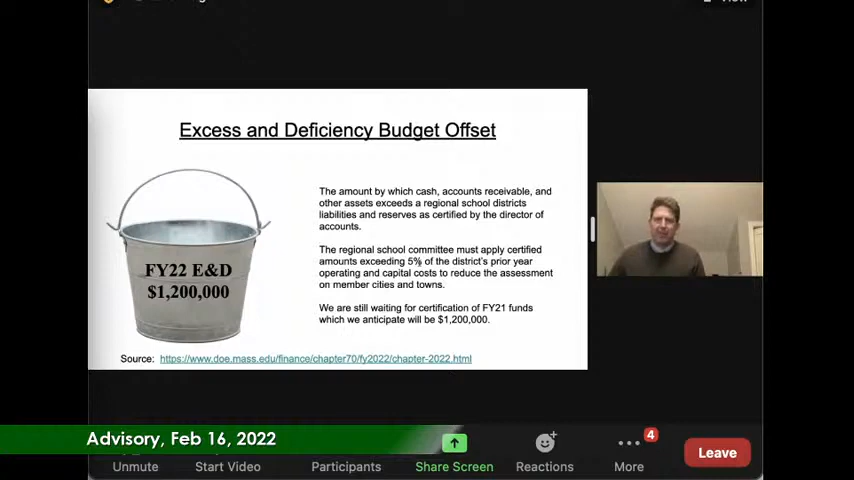 Excess and Deficiency Budget Offset
The amount by which cash, accounts receivable, and
other assets exceeds a regional school districts
liabilities and reserves as certified by the director of
accounts.
FY22 E&D
$1,200,000
The regional school committee must apply certified
amounts exceeding 5% of the district's prior year
operating and capital costs to reduce the assessment
on member cities and towns.
We are still waiting for certification of FY21 funds
which we anticipate will be $1,200,000.
Source: https://www.doe.mass.edu/finance/chapter70/fy2022/chapter-2022.html
Advisory, Feb 16, 2022
4
Leave
Unmute
Start Video
Participants
Share Screen
Reactions
More